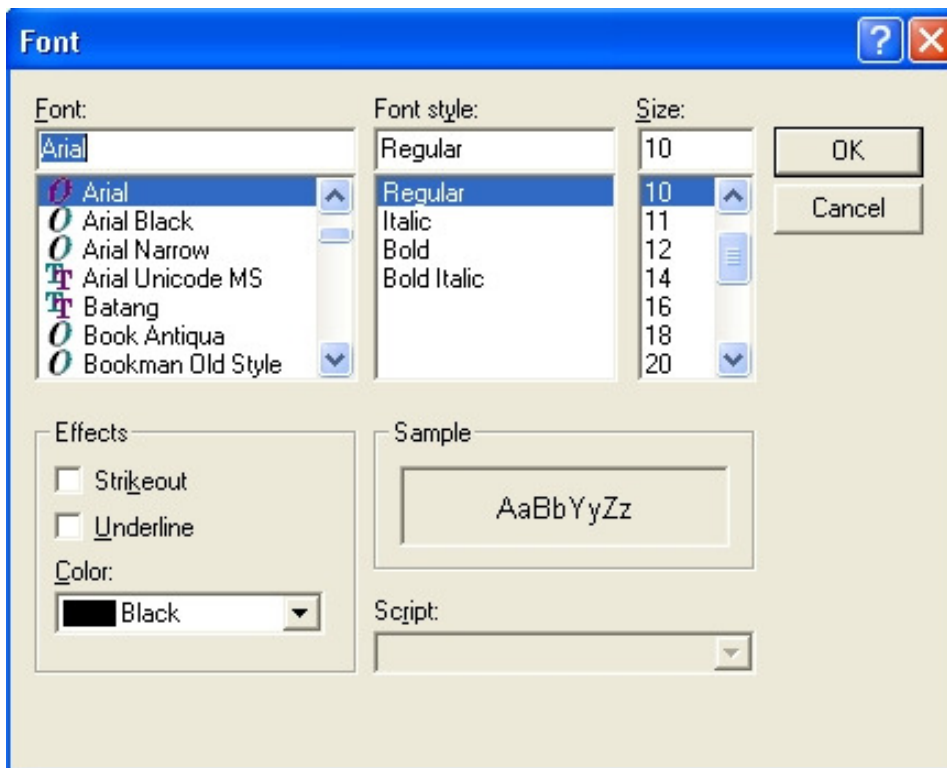 Font
Font:
Arial
Arial
Arial Black
Arial Narrow
Arial Unicode MS
Batang
Book Antiqua
Bookman Old Style
Font style:
Regular
Regular
Italic
Bold
Bold Italic
Size:
10
10
11
12
14
16
18
20
OK
Cancel
Effects
Strikeout
Underline
Color:
Black
Sample
AaBbYyZz
Script: